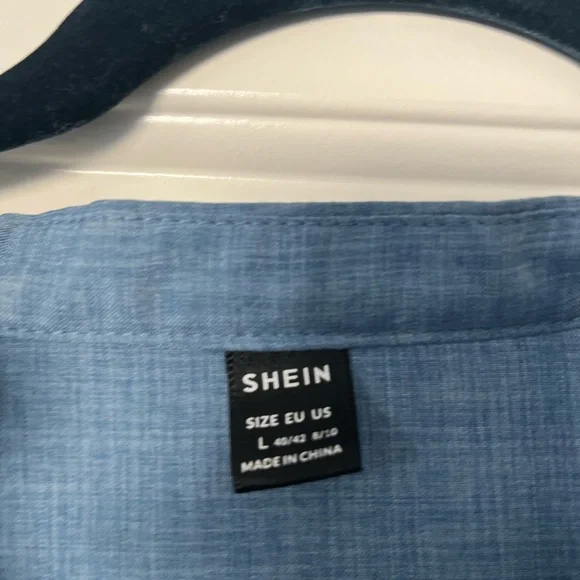 SHEIN
SIZE EU US
L 40/42 8/10
MADE IN CHINA